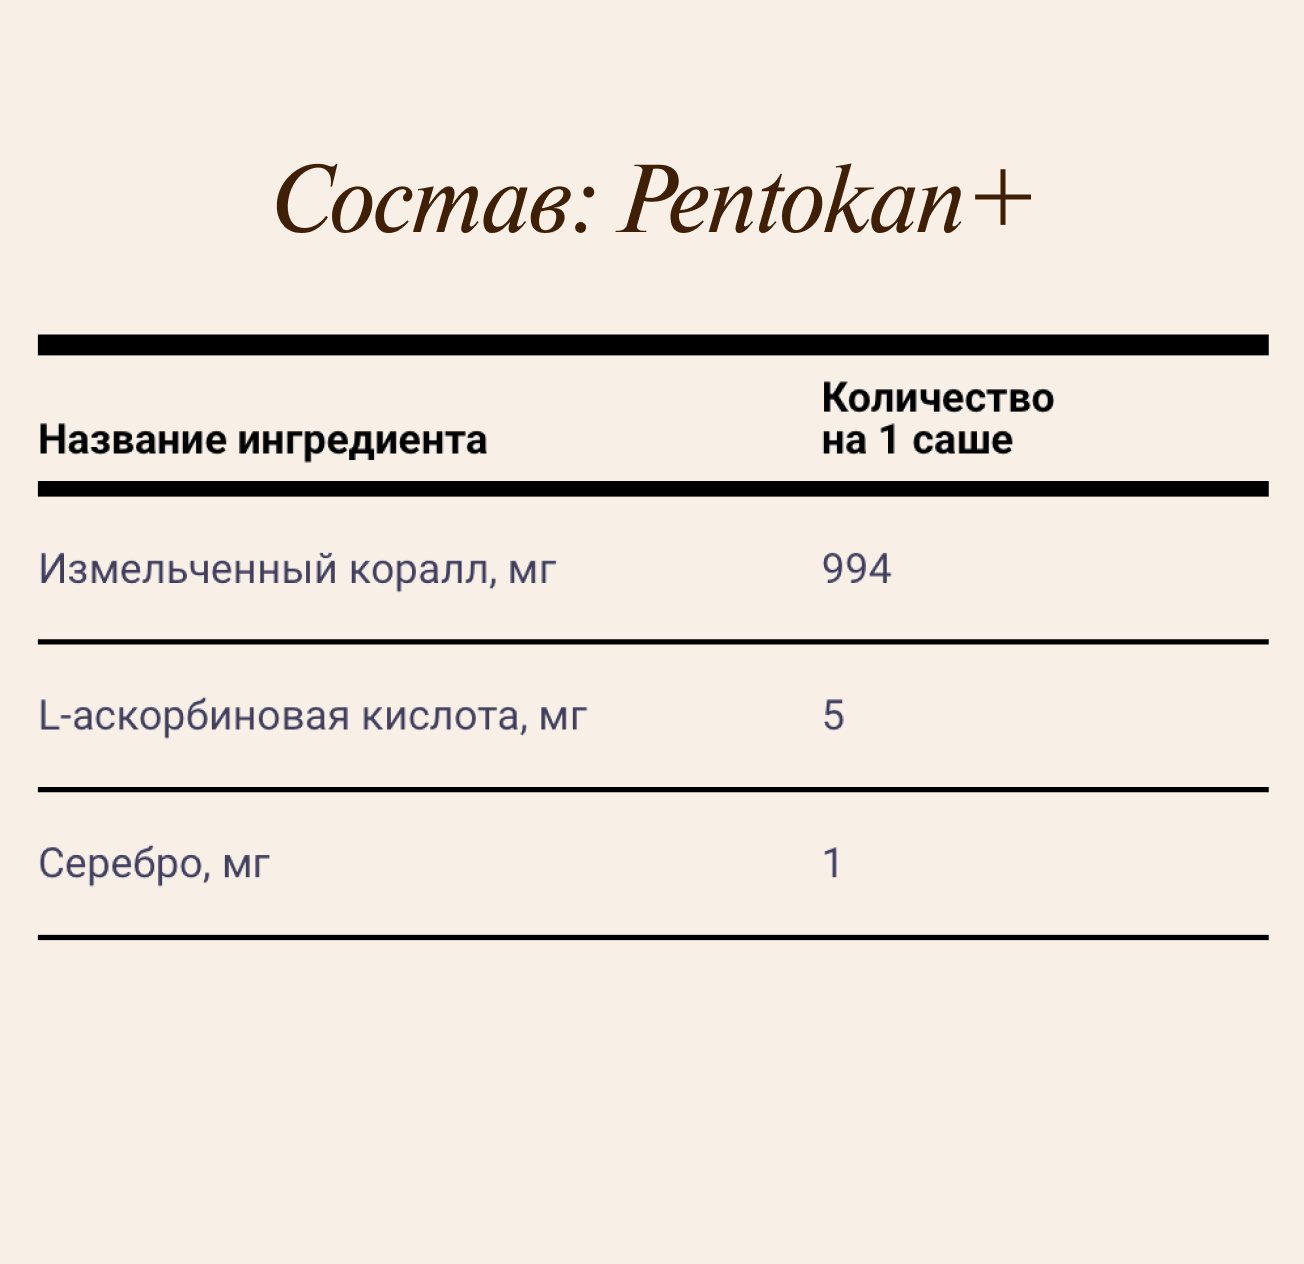 Состав: Pentokan+
Количество
Название ингредиента на 1 саше
Измельченный коралл, мг 994
L-аскорбиновая кислота, мг 5
Серебро, мг 1